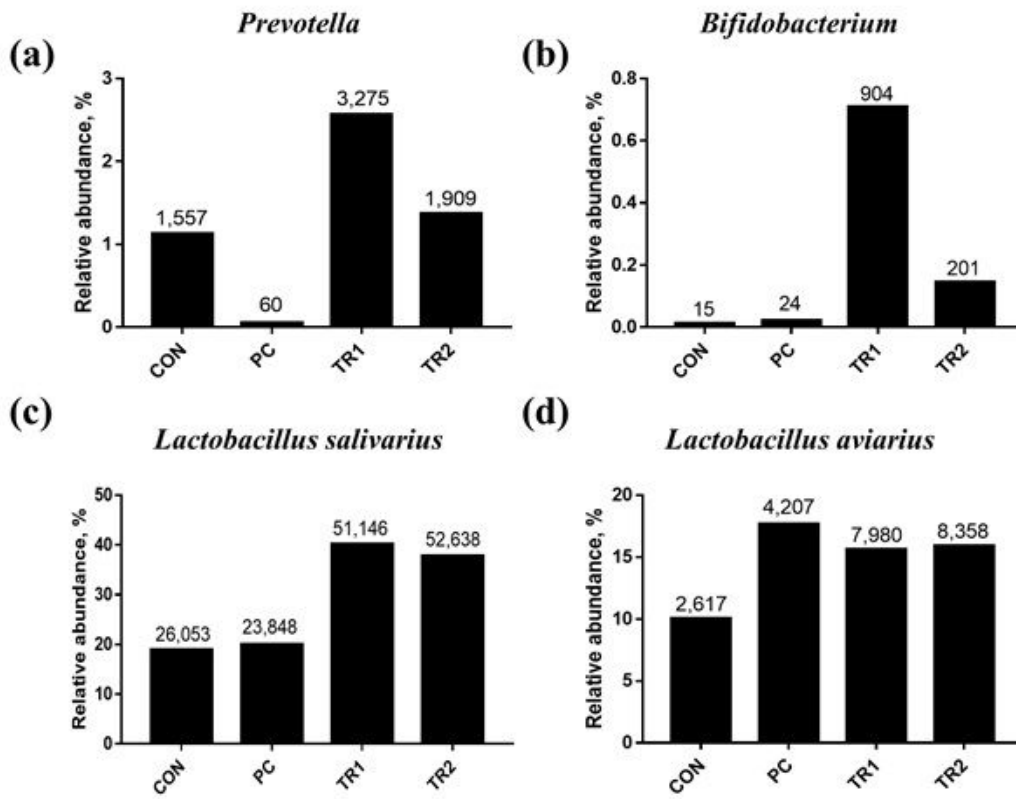 Prevotella
(a)
Relative abundance, %
3
2
1
0
1,557
60
3,275
1,909
CON
PC
TR1
TR2
Bifidobacterium
(b)
Relative abundance, %
0.8
0.6
0.4
0.2
0.0
15
24
904
201
CON
PC
TR1
TR2
(c)
Lactobacillus salivarius
Relative abundance, %
50
40
30
20
10
0
26,053
23,848
51,146
52,638
CON
PC
TR1
TR2
(d)
Lactobacillus aviarius
Relative abundance, %
20
15
10
5
0
2,617
4,207
7,980
8,358
CON
PC
TR1
TR2